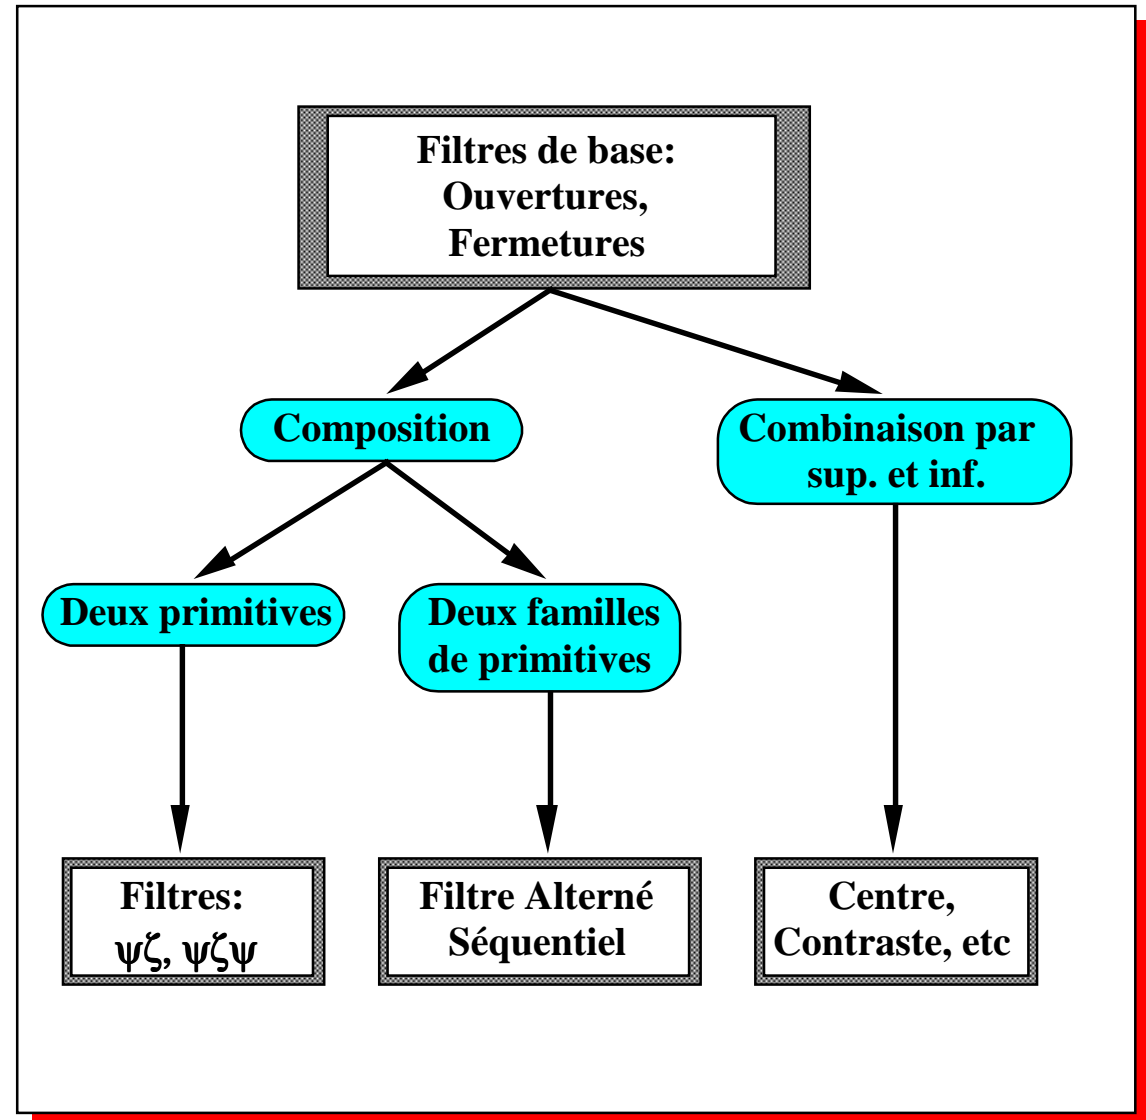 Filtres de base:
Ouvertures,
Fermetures
Composition
Combinaison par
sup. et inf.
Deux primitives
Deux familles
de primitives
Filtres:
ψζ, ψζψ
Filtre Alterné
Séquentiel
Centre,
Contraste, etc